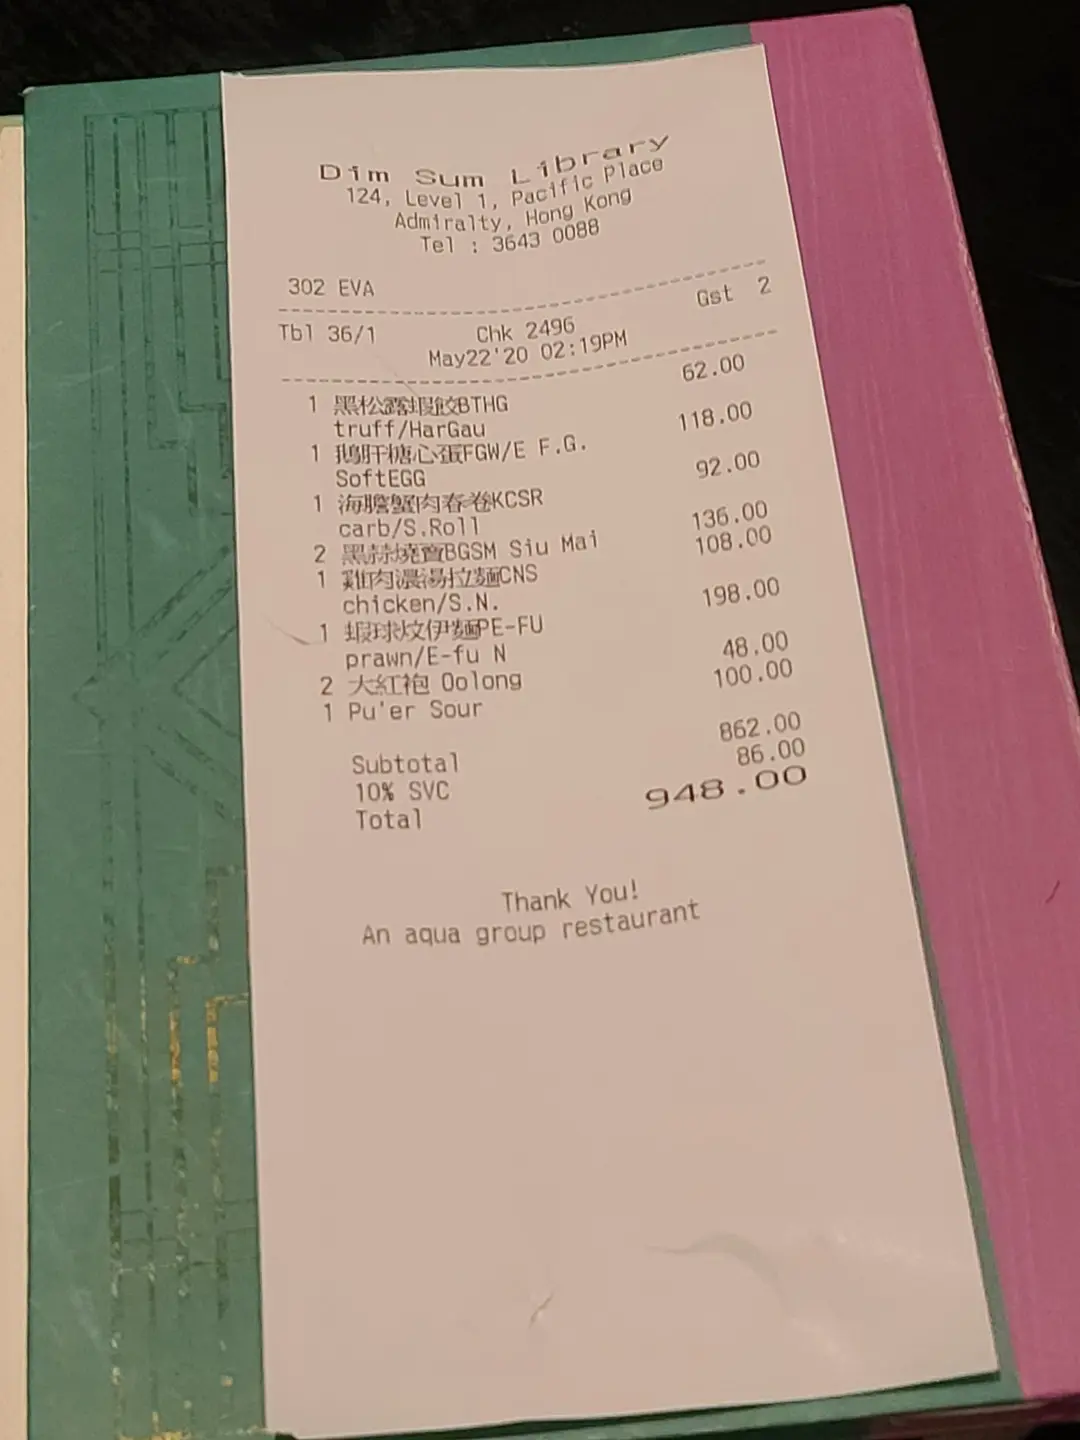 Dim Sum Library
124, Level 1, Pacific Place
Admiralty, Hong Kong
Tel : 3643 0088
302 EVA
Tbl 36/1 Chk 2496 Gst 2
May22'20 02:19PM
1 黑松露蝦餃BTHG 62.00
truff/HarGau
1 鵝肝糖心蛋FGW/E F.G. 118.00
SoftEGG
1 海膽蟹肉春卷KCSR 92.00
carb/S.Roll
2 黑蒜燒賣BGSM Siu Mai 136.00
1 雞肉濃湯拉麵CNS 108.00
chicken/S.N.
1 蝦球炆伊麵PE-FU 198.00
prawn/E-fu N
2 大紅袍 Oolong 48.00
1 Pu'er Sour 100.00
Subtotal 862.00
10% SVC 86.00
Total 948.00
Thank You!
An aqua group restaurant